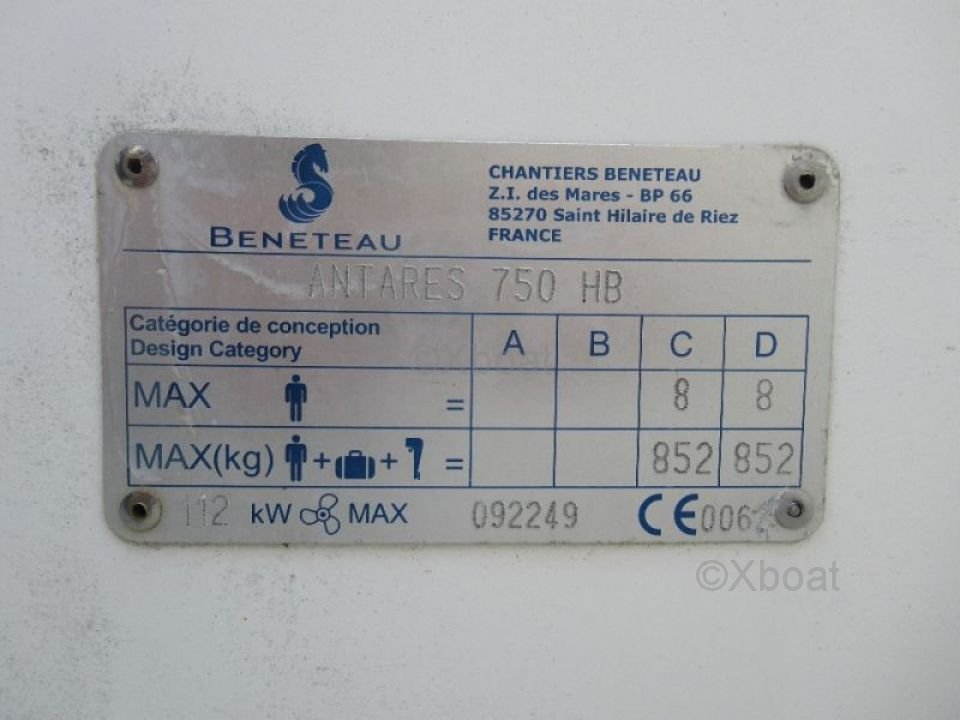 BENETEAU
CHANTIERS BENETEAU
Z.I. des Mares - BP 66
85270 Saint Hilaire de Riez
FRANCE
ANTARES 750 HB
Catégorie de conception
Design Category
A B C D
MAX = 8 8
MAX(kg) + + = 852 852
112 kW MAX 092249 CE
©Xboat
©Xboat